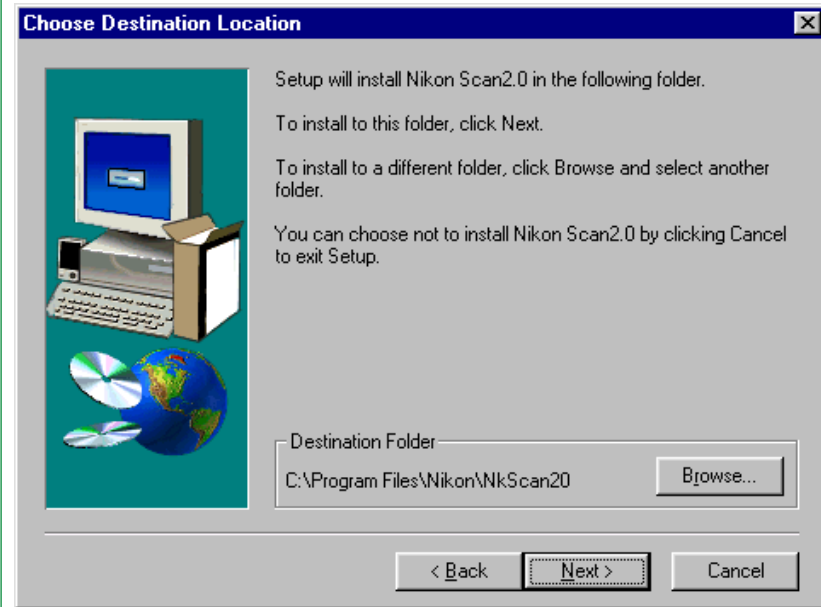 Choose Destination Location
Setup will install Nikon Scan2.0 in the following folder.
To install to this folder, click Next.
To install to a different folder, click Browse and select another
folder.
You can choose not to install Nikon Scan2.0 by clicking Cancel
to exit Setup.
Destination Folder
C:\Program Files\Nikon\NkScan20
Browse...
< Back
Next >
Cancel